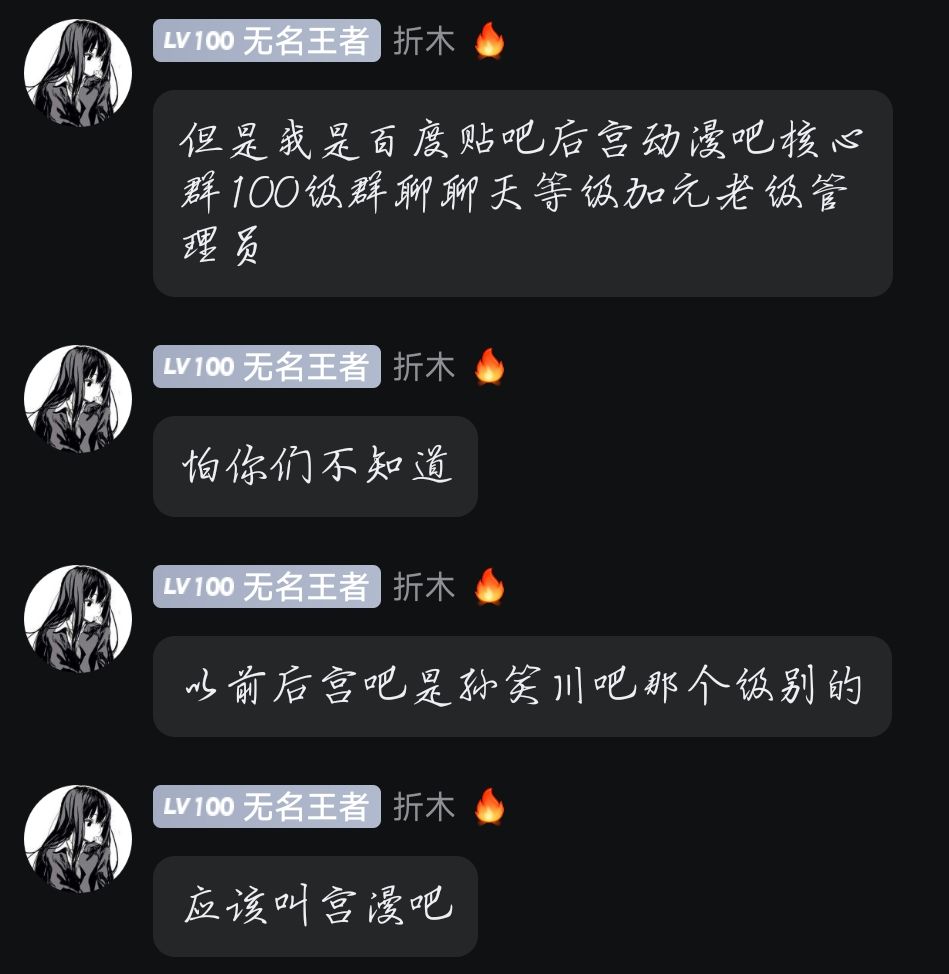 LV100 无名王者 折木
但是我是百度贴吧后宫动漫吧核心
群100级群聊聊天等级加元老级管
理员
LV100 无名王者 折木
怕你们不知道
LV100 无名王者 折木
以前后宫吧是孙笑川吧那个级别的
LV100 无名王者 折木
应该叫宫漫吧